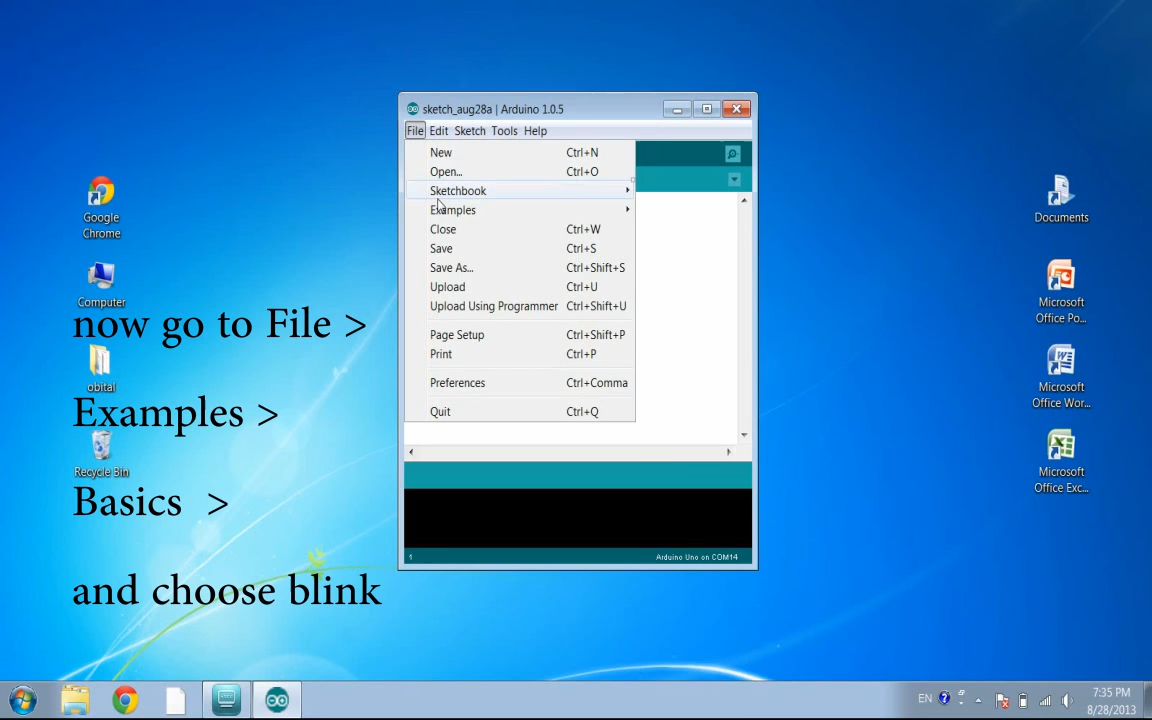 sketch_aug28a | Arduino 1.0.5
File Edit Sketch Tools Help
New Ctrl+N
Open... Ctrl+O
Sketchbook
Examples
Close Ctrl+W
Save Ctrl+S
Save As... Ctrl+Shift+S
Upload Ctrl+U
Upload Using Programmer Ctrl+Shift+U
Page Setup Ctrl+Shift+P
Print Ctrl+P
Preferences Ctrl+Comma
Quit Ctrl+Q
1 Arduino Uno on COM14
Google
Chrome
Computer
obital
Recycle Bin
now go to File >
Examples >
Basics >
and choose blink
Documents
Microsoft
Office Po...
Microsoft
Office Wor...
Microsoft
Office Exc...
EN
7:35 PM
8/28/2013